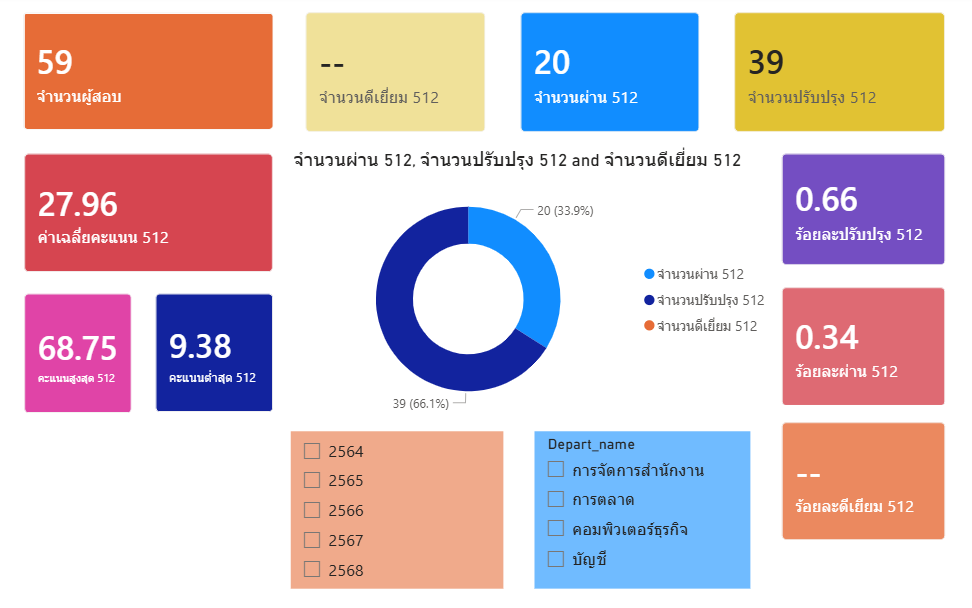 59
จำนวนผู้สอบ
--
จำนวนดีเยี่ยม 512
20
จำนวนผ่าน 512
39
จำนวนปรับปรุง 512
27.96
ค่าเฉลี่ยคะแนน 512
68.75
คะแนนสูงสุด 512
9.38
คะแนนต่ำสุด 512
จำนวนผ่าน 512, จำนวนปรับปรุง 512 and จำนวนดีเยี่ยม 512
20 (33.9%)
39 (66.1%)
จำนวนผ่าน 512
จำนวนปรับปรุง 512
จำนวนดีเยี่ยม 512
0.66
ร้อยละปรับปรุง 512
0.34
ร้อยละผ่าน 512
--
ร้อยละดีเยี่ยม 512
2564
2565
2566
2567
2568
Depart_name
การจัดการสำนักงาน
การตลาด
คอมพิวเตอร์ธุรกิจ
บัญชี